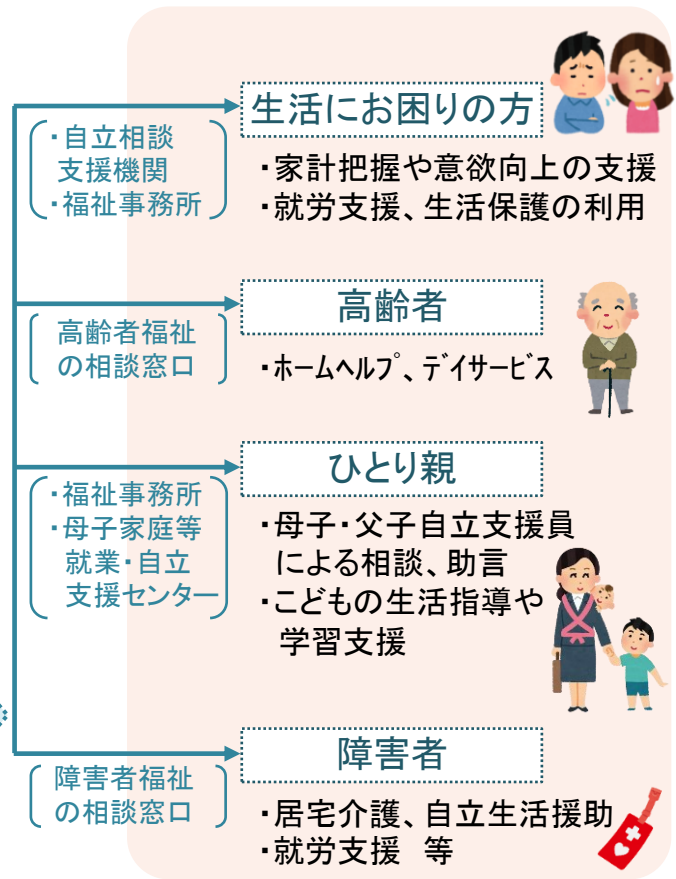 生活にお困りの方
・自立相談
支援機関
・福祉事務所
・家計把握や意欲向上の支援
・就労支援、生活保護の利用
高齢者
高齢者福祉
の相談窓口
・ホームヘルプ、デイサービス
ひとり親
・福祉事務所
・母子家庭等
就業・自立
支援センター
・母子・父子自立支援員
による相談、助言
・こどもの生活指導や
学習支援
障害者
障害者福祉
の相談窓口
・居宅介護、自立生活援助
・就労支援 等